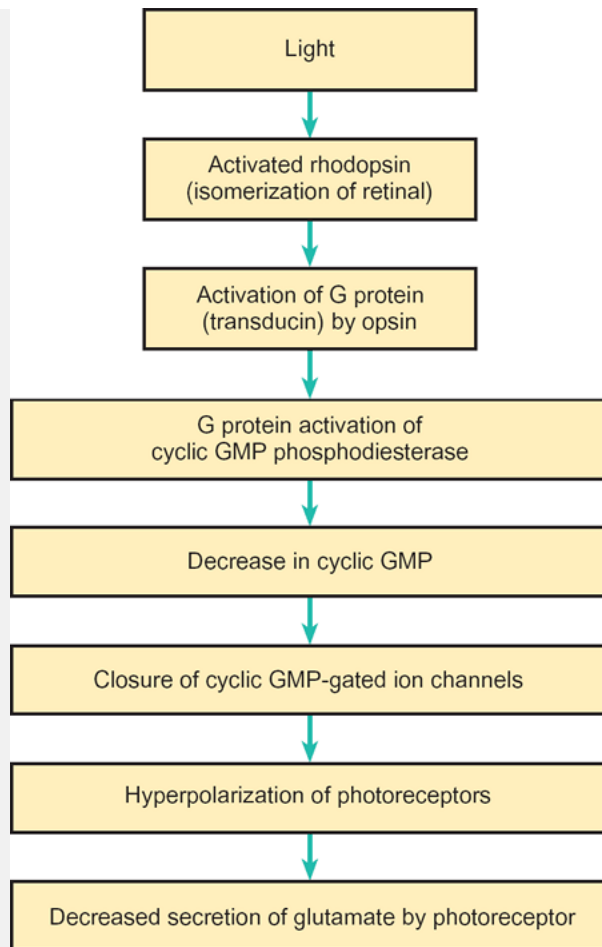 Light
Activated rhodopsin
(isomerization of retinal)
Activation of G protein
(transducin) by opsin
G protein activation of
cyclic GMP phosphodiesterase
Decrease in cyclic GMP
Closure of cyclic GMP-gated ion channels
Hyperpolarization of photoreceptors
Decreased secretion of glutamate by photoreceptor